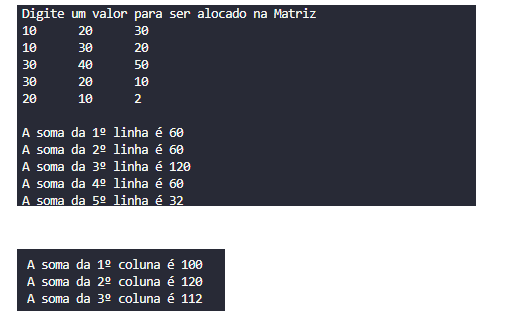 Digite um valor para ser alocado na Matriz
10 20 30
10 30 20
30 40 50
30 20 10
20 10 2
A soma da 1º linha é 60
A soma da 2º linha é 60
A soma da 3º linha é 120
A soma da 4º linha é 60
A soma da 5º linha é 32
A soma da 1º coluna é 100
A soma da 2º coluna é 120
A soma da 3º coluna é 112